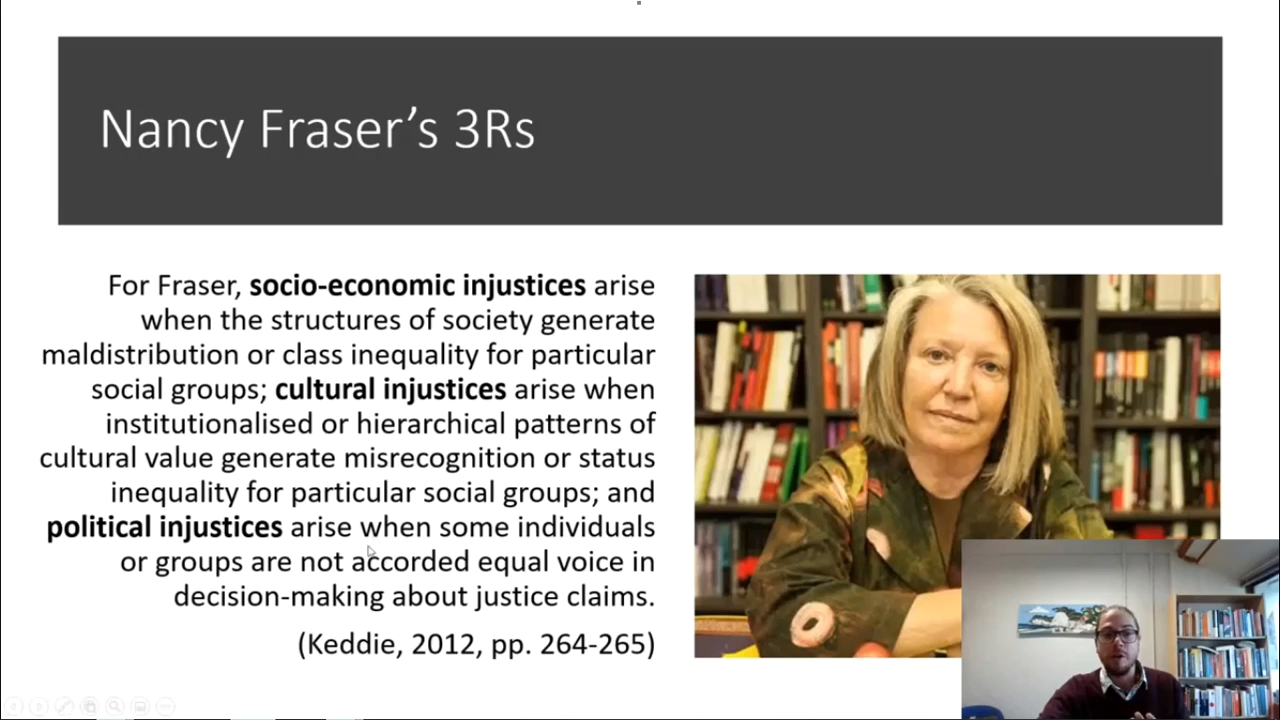 Nancy Fraser’s 3Rs
For Fraser, socio-economic injustices arise
when the structures of society generate
maldistribution or class inequality for particular
social groups; cultural injustices arise when
institutionalised or hierarchical patterns of
cultural value generate misrecognition or status
inequality for particular social groups; and
political injustices arise when some individuals
or groups are not accorded equal voice in
decision-making about justice claims.
(Keddie, 2012, pp. 264-265)